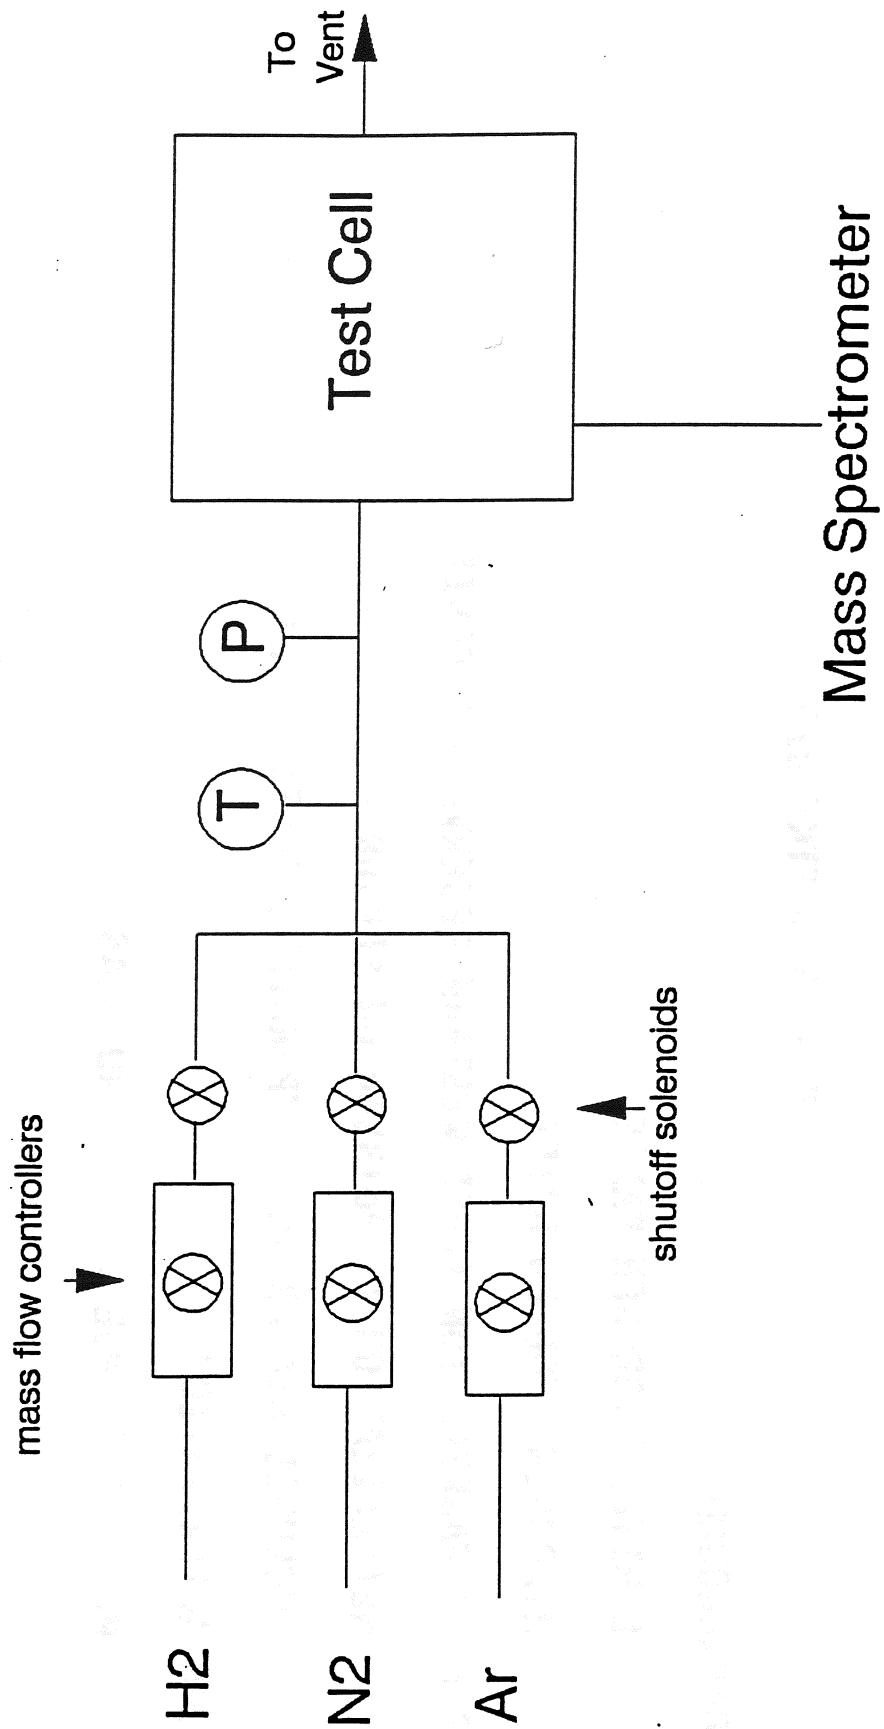 mass flow controllers
H2
N2
Ar
shutoff solenoids
T
P
Test Cell
To
Vent
Mass Spectrometer